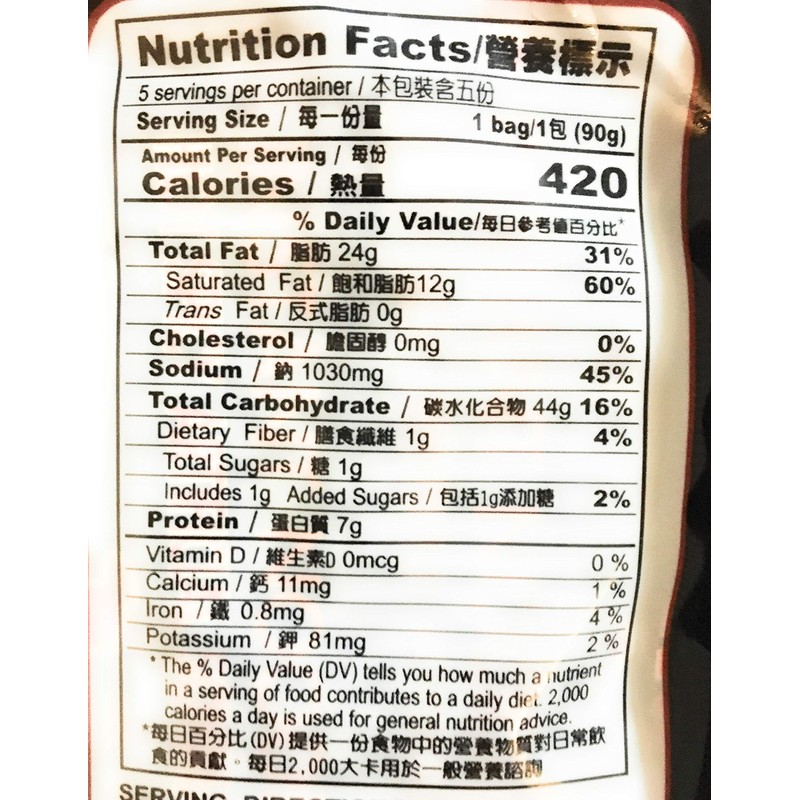 Nutrition Facts/營養標示
5 servings per container / 本包裝含五份
Serving Size / 每一份量 1 bag/1包 (90g)
Amount Per Serving / 每份
Calories / 熱量 420
% Daily Value/每日參考值百分比*
Total Fat / 脂肪 24g 31%
Saturated Fat / 飽和脂肪12g 60%
Trans Fat / 反式脂肪 0g
Cholesterol / 膽固醇 0mg 0%
Sodium / 鈉 1030mg 45%
Total Carbohydrate / 碳水化合物 44g 16%
Dietary Fiber / 膳食纖維 1g 4%
Total Sugars / 糖 1g
Includes 1g Added Sugars / 包括1g添加糖 2%
Protein / 蛋白質 7g
Vitamin D / 維生素D 0mcg 0 %
Calcium / 鈣 11mg 1 %
Iron / 鐵 0.8mg 4 %
Potassium / 鉀 81mg 2 %
* The % Daily Value (DV) tells you how much a nutrient
in a serving of food contributes to a daily diet. 2,000
calories a day is used for general nutrition advice.
*每日百分比(DV)提供一份食物中的營養物質對日常飲
食的貢獻。每日2,000大卡用於一般營養諮詢